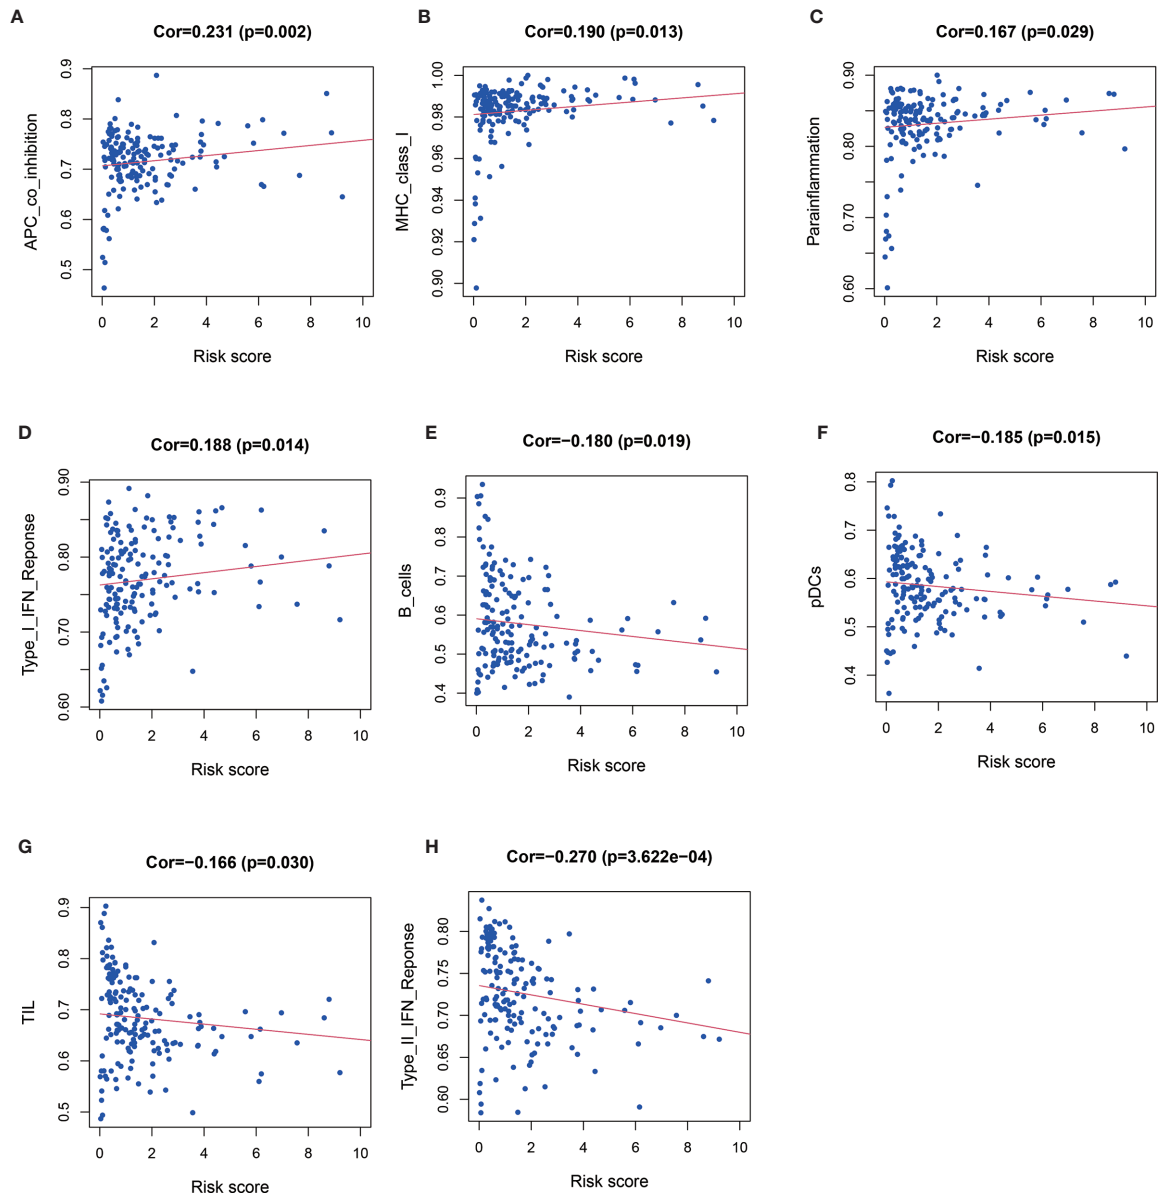 A
Cor=0.231 (p=0.002)
APC_co_inhibition
0.9
0.8
0.7
0.6
0.5
0 2 4 6 8 10
Risk score
B
Cor=0.190 (p=0.013)
MHC_class_I
1.00
0.98
0.96
0.94
0.92
0.90
0 2 4 6 8 10
Risk score
C
Cor=0.167 (p=0.029)
Parainflammation
0.90
0.80
0.70
0.60
0 2 4 6 8 10
Risk score
D
Cor=0.188 (p=0.014)
Type_I_IFN_Reponse
0.90
0.80
0.70
0.60
0 2 4 6 8 10
Risk score
E
Cor=−0.180 (p=0.019)
B_cells
0.9
0.8
0.7
0.6
0.5
0.4
0 2 4 6 8 10
Risk score
F
Cor=−0.185 (p=0.015)
pDCs
0.8
0.7
0.6
0.5
0.4
0 2 4 6 8 10
Risk score
G
Cor=−0.166 (p=0.030)
TIL
0.9
0.8
0.7
0.6
0.5
0 2 4 6 8 10
Risk score
H
Cor=−0.270 (p=3.622e−04)
Type_II_IFN_Reponse
0.80
0.75
0.70
0.65
0.60
0 2 4 6 8 10
Risk score